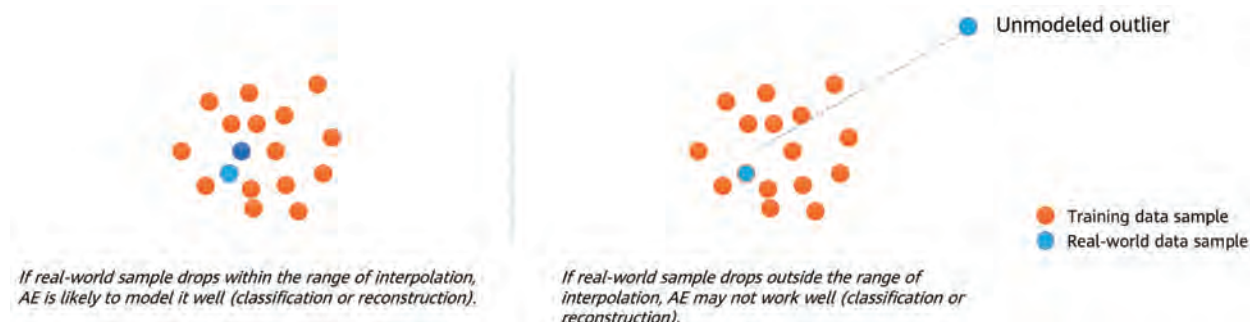 Unmodeled outlier
Training data sample
Real-world data sample
If real-world sample drops within the range of interpolation,
AE is likely to model it well (classification or reconstruction).
If real-world sample drops outside the range of
interpolation, AE may not work well (classification or
reconstruction).